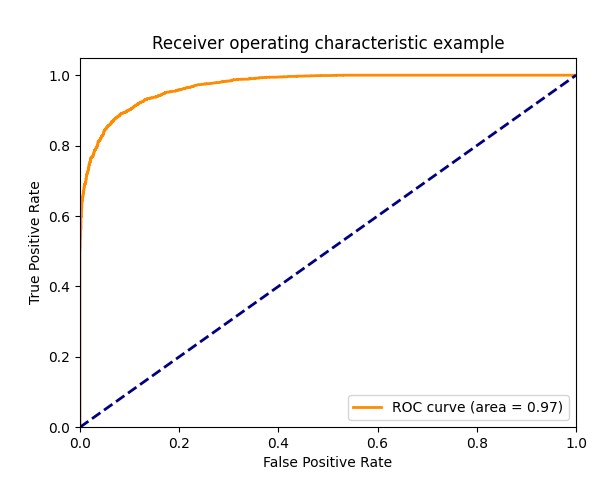 Receiver operating characteristic example
1.0
0.8
0.6
0.4
0.2
0.0
True Positive Rate
ROC curve (area = 0.97)
0.0 0.2 0.4 0.6 0.8 1.0
False Positive Rate